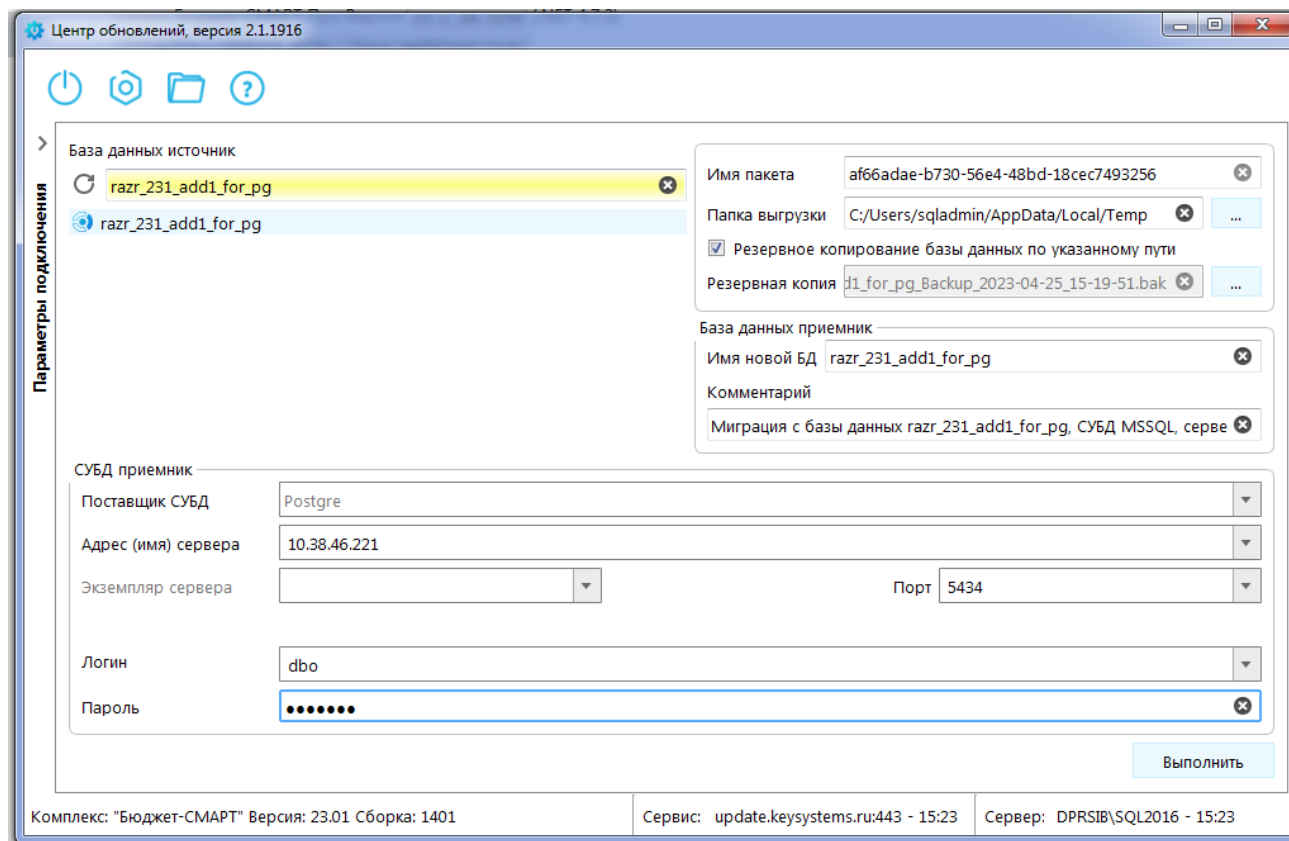 Центр обновлений, версия 2.1.1916
Параметры подключения
База данных источник
razr_231_add1_for_pg
razr_231_add1_for_pg
Имя пакета af66adae-b730-56e4-48bd-18cec7493256
Папка выгрузки C:/Users/sqladmin/AppData/Local/Temp ...
Резервное копирование базы данных по указанному пути
Резервная копия d1_for_pg_Backup_2023-04-25_15-19-51.bak ...
База данных приемник
Имя новой БД razr_231_add1_for_pg
Комментарий
Миграция с базы данных razr_231_add1_for_pg, СУБД MSSQL, серве
СУБД приемник
Поставщик СУБД Postgre
Адрес (имя) сервера 10.38.46.221
Экземпляр сервера Порт 5434
Логин dbo
Пароль •••••••
Выполнить
Комплекс: "Бюджет-СМАРТ" Версия: 23.01 Сборка: 1401 Сервис: update.keysystems.ru:443 - 15:23 Сервер: DPRSIB\SQL2016 - 15:23